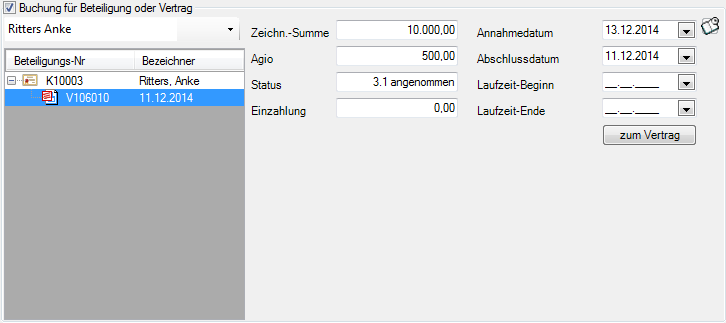 Buchung für Beteiligung oder Vertrag
Ritters Anke
Beteiligungs-Nr Bezeichner
K10003 Ritters, Anke
V106010 11.12.2014
Zeichn.-Summe 10.000,00
Agio 500,00
Status 3.1 angenommen
Einzahlung 0,00
Annahmedatum 13.12.2014
Abschlussdatum 11.12.2014
Laufzeit-Beginn __.__.____
Laufzeit-Ende __.__.____
zum Vertrag